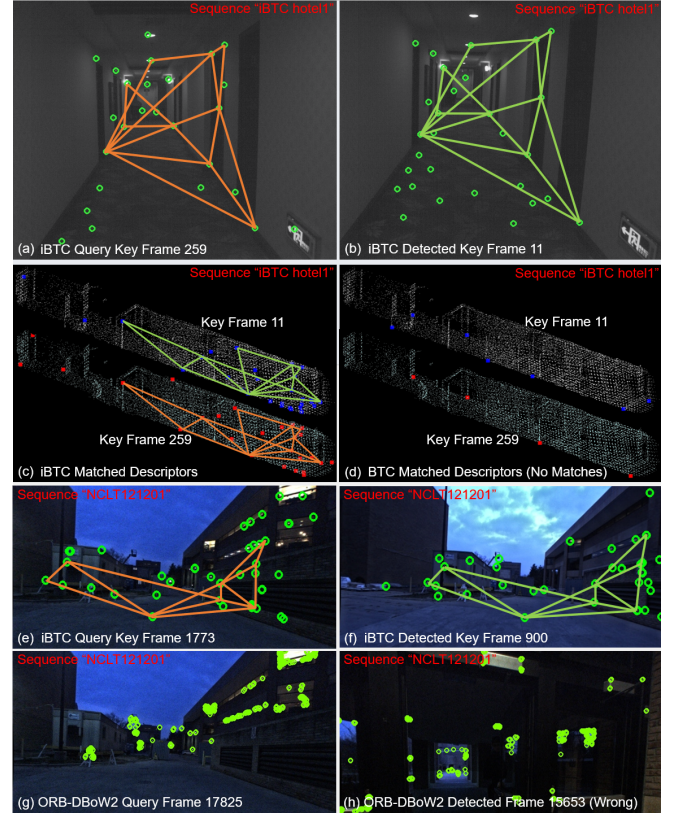 Sequence “iBTC hotel1”
(a) iBTC Query Key Frame 259
Sequence “iBTC hotel1”
(b) iBTC Detected Key Frame 11
Sequence “iBTC hotel1”
Key Frame 11
Key Frame 259
(c) iBTC Matched Descriptors
Sequence “iBTC hotel1”
Key Frame 11
Key Frame 259
(d) BTC Matched Descriptors (No Matches)
Sequence “NCLT121201”
(e) iBTC Query Key Frame 1773
Sequence “NCLT121201”
(f) iBTC Detected Key Frame 900
Sequence “NCLT121201”
(g) ORB-DBoW2 Query Frame 17825
Sequence “NCLT121201”
(h) ORB-DBoW2 Detected Frame 15653 (Wrong)